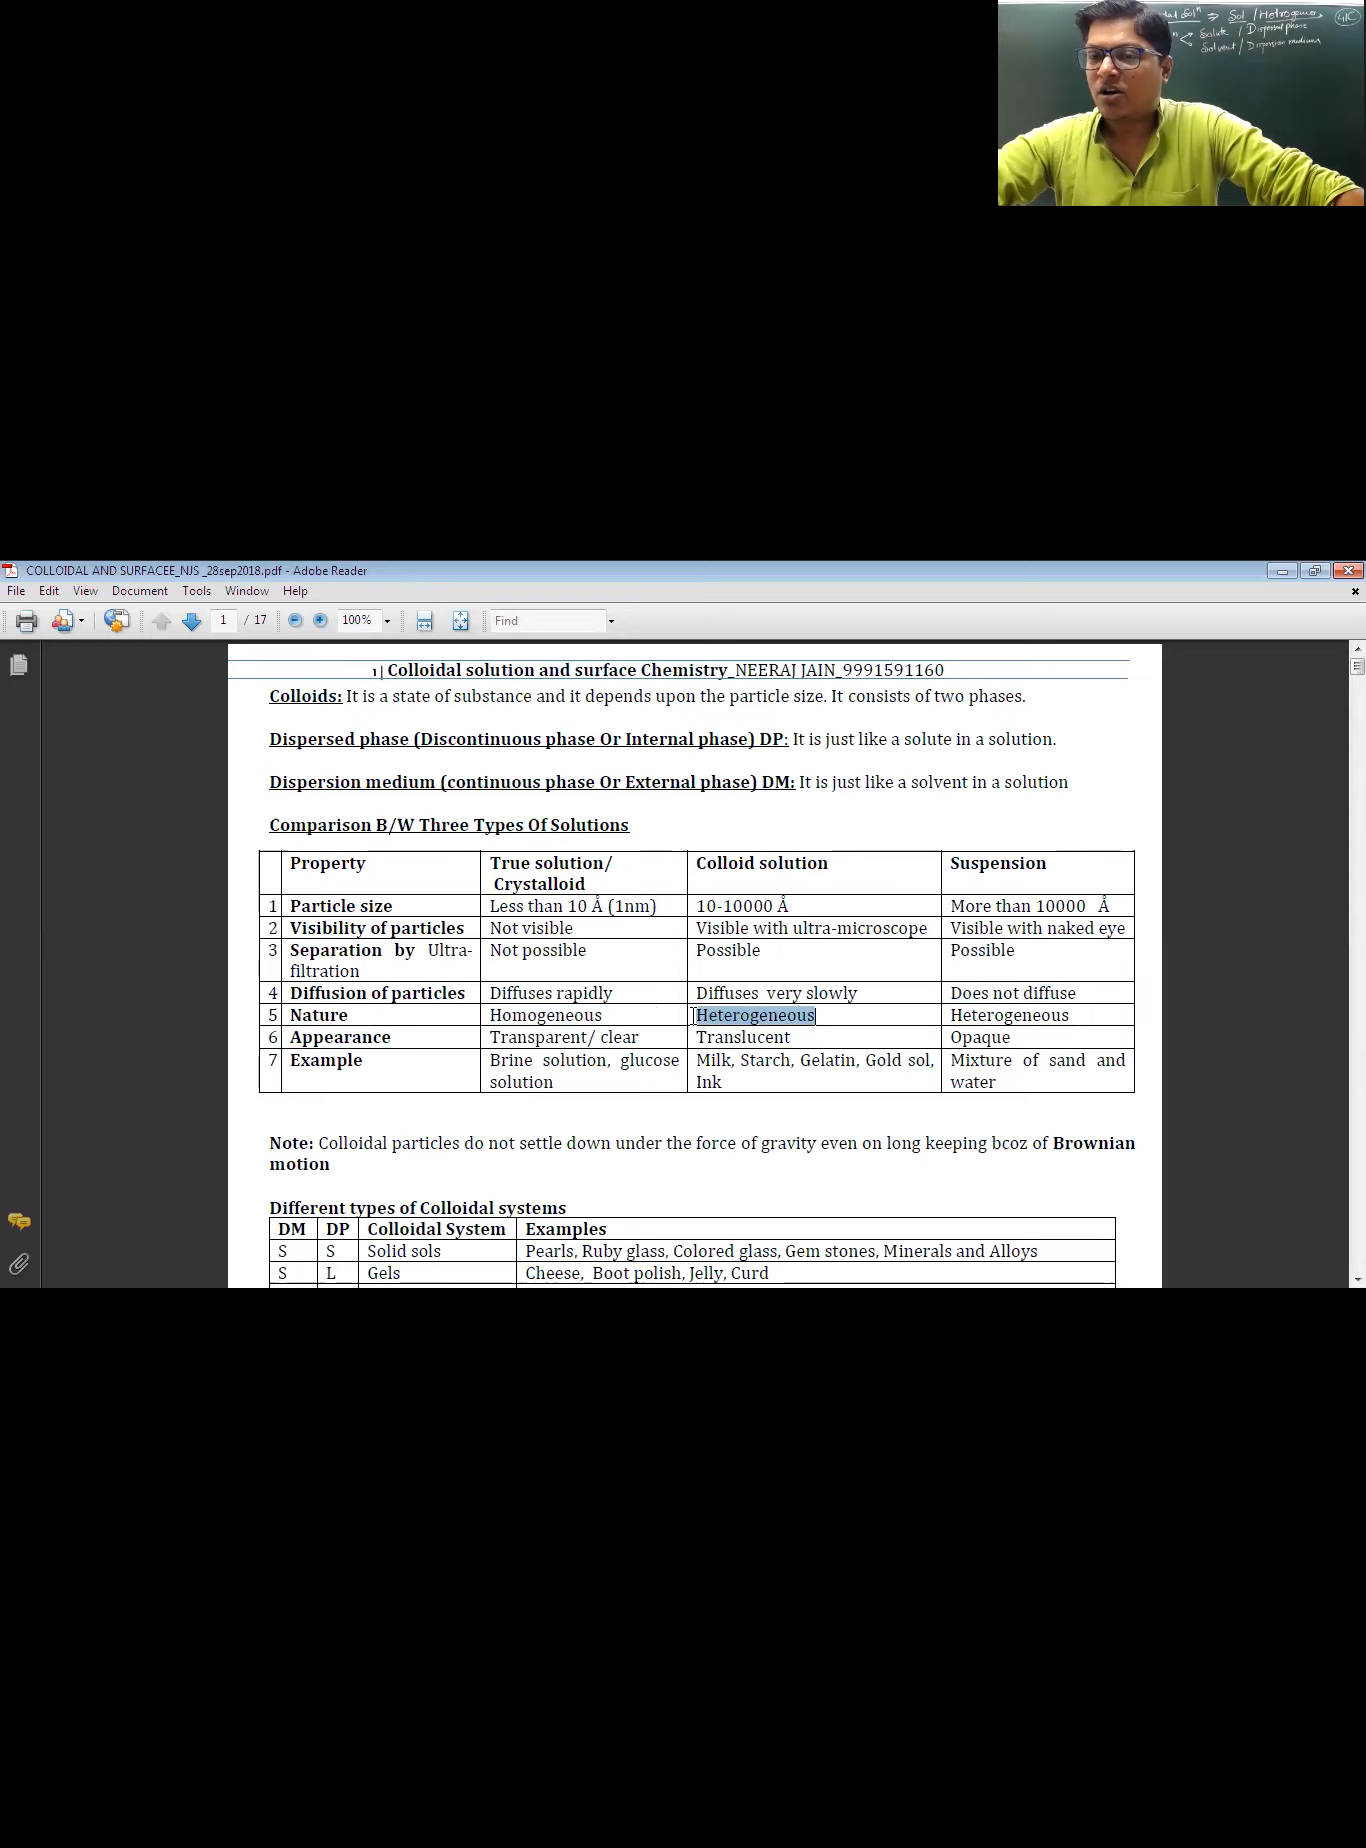 Solⁿ ⇒ Sol / Hetrogeneous
Solute / Dispersed phase
Solvent / Dispersion medium
COLLOIDAL AND SURFACEE_NJS _28sep2018.pdf - Adobe Reader
File Edit View Document Tools Window Help
1 / 17 100% Find
1| Colloidal solution and surface Chemistry_NEERAJ JAIN_9991591160
Colloids: It is a state of substance and it depends upon the particle size. It consists of two phases.
Dispersed phase (Discontinuous phase Or Internal phase) DP: It is just like a solute in a solution.
Dispersion medium (continuous phase Or External phase) DM: It is just like a solvent in a solution
Comparison B/W Three Types Of Solutions
Property True solution/ Colloid solution Suspension
Crystalloid
1 Particle size Less than 10 Å (1nm) 10-10000 Å More than 10000 Å
2 Visibility of particles Not visible Visible with ultra-microscope Visible with naked eye
3 Separation by Ultra- Not possible Possible Possible
filtration
4 Diffusion of particles Diffuses rapidly Diffuses very slowly Does not diffuse
5 Nature Homogeneous Heterogeneous Heterogeneous
6 Appearance Transparent/ clear Translucent Opaque
7 Example Brine solution, glucose Milk, Starch, Gelatin, Gold sol, Mixture of sand and
solution Ink water
Note: Colloidal particles do not settle down under the force of gravity even on long keeping bcoz of Brownian
motion
Different types of Colloidal systems
DM DP Colloidal System Examples
S S Solid sols Pearls, Ruby glass, Colored glass, Gem stones, Minerals and Alloys
S L Gels Cheese, Boot polish, Jelly, Curd